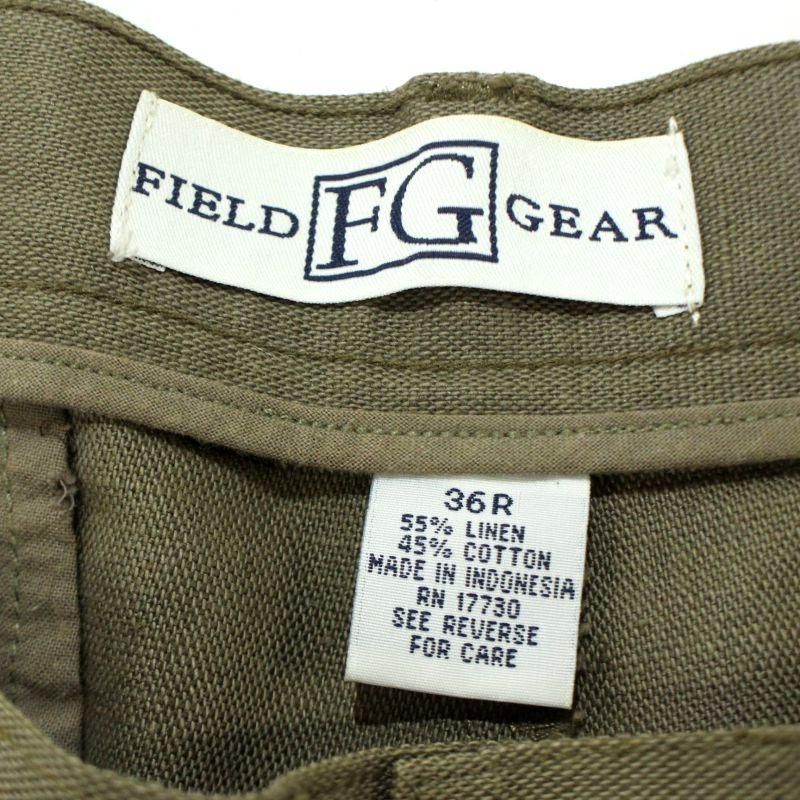 FIELD FG GEAR
36R
55% LINEN
45% COTTON
MADE IN INDONESIA
RN 17730
SEE REVERSE
FOR CARE